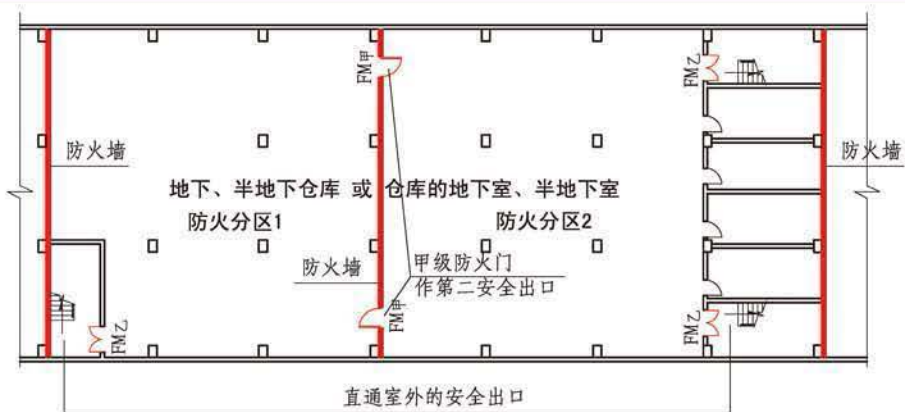 FM甲
FM乙
防火墙
防火墙
地下、半地下仓库 或 仓库的地下室、半地下室
防火分区1
防火分区2
防火墙
甲级防火门
作第二安全出口
FM乙
FM甲
FM乙
直通室外的安全出口